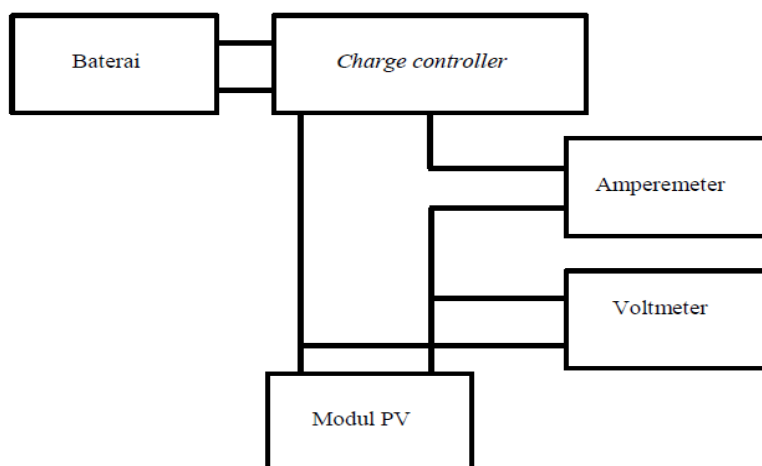 Baterai
Charge controller
Amperemeter
Voltmeter
Modul PV